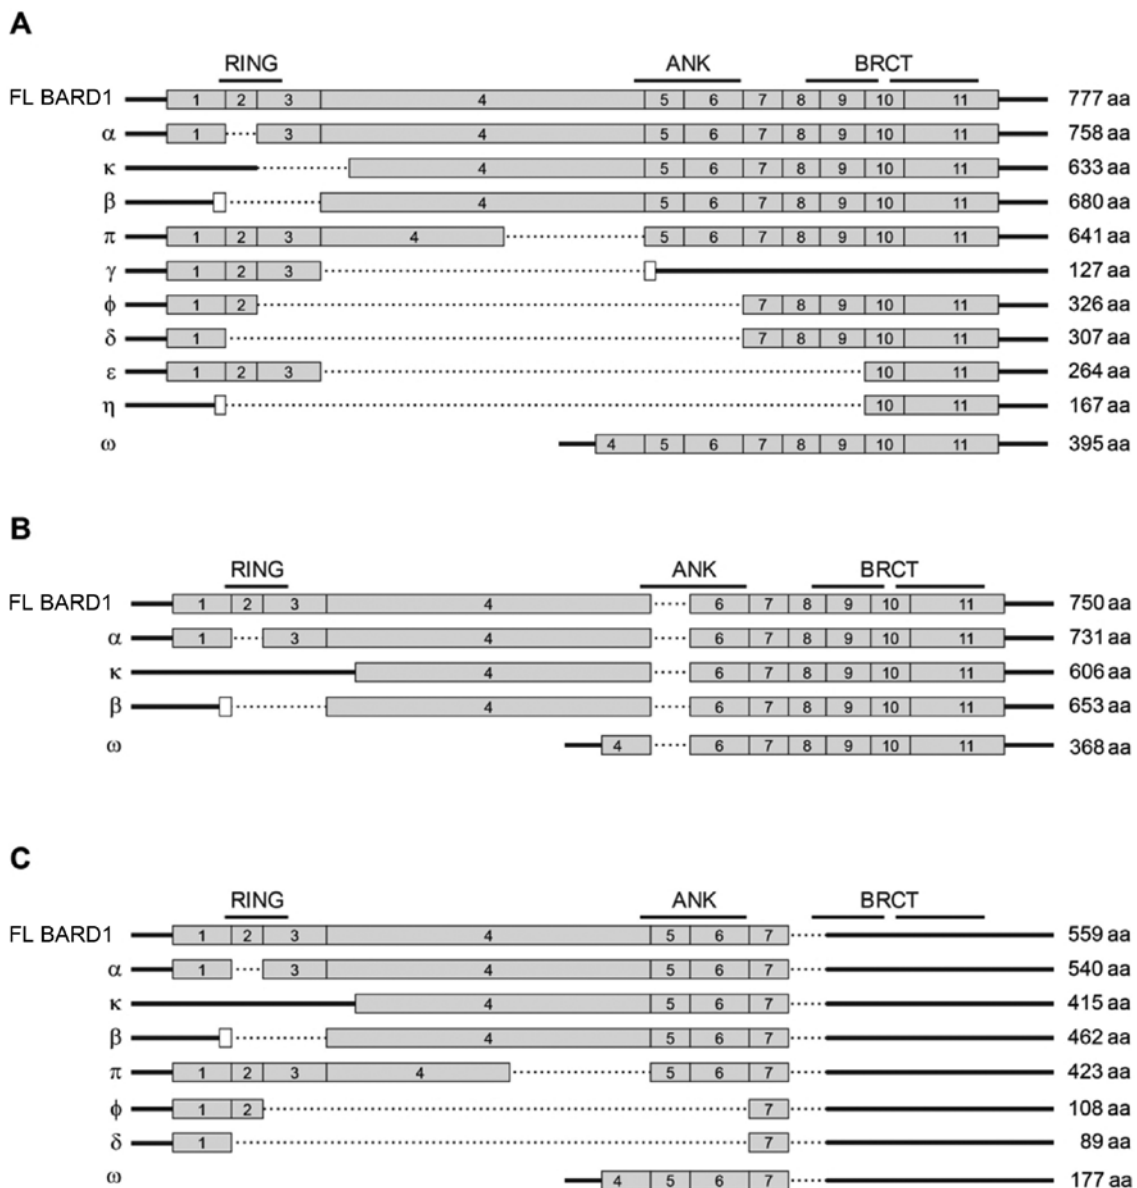 A
RING ANK BRCT
FL BARD1 1 2 3 4 5 6 7 8 9 10 11 777 aa
α 1 3 4 5 6 7 8 9 10 11 758 aa
κ 4 5 6 7 8 9 10 11 633 aa
β 4 5 6 7 8 9 10 11 680 aa
π 1 2 3 4 5 6 7 8 9 10 11 641 aa
γ 1 2 3 127 aa
ϕ 1 2 7 8 9 10 11 326 aa
δ 1 7 8 9 10 11 307 aa
ε 1 2 3 10 11 264 aa
η 10 11 167 aa
ω 4 5 6 7 8 9 10 11 395 aa
B
RING ANK BRCT
FL BARD1 1 2 3 4 6 7 8 9 10 11 750 aa
α 1 3 4 6 7 8 9 10 11 731 aa
κ 4 6 7 8 9 10 11 606 aa
β 4 6 7 8 9 10 11 653 aa
ω 4 6 7 8 9 10 11 368 aa
C
RING ANK BRCT
FL BARD1 1 2 3 4 5 6 7 559 aa
α 1 3 4 5 6 7 540 aa
κ 4 5 6 7 415 aa
β 4 5 6 7 462 aa
π 1 2 3 4 5 6 7 423 aa
ϕ 1 2 7 108 aa
δ 1 7 89 aa
ω 4 5 6 7 177 aa